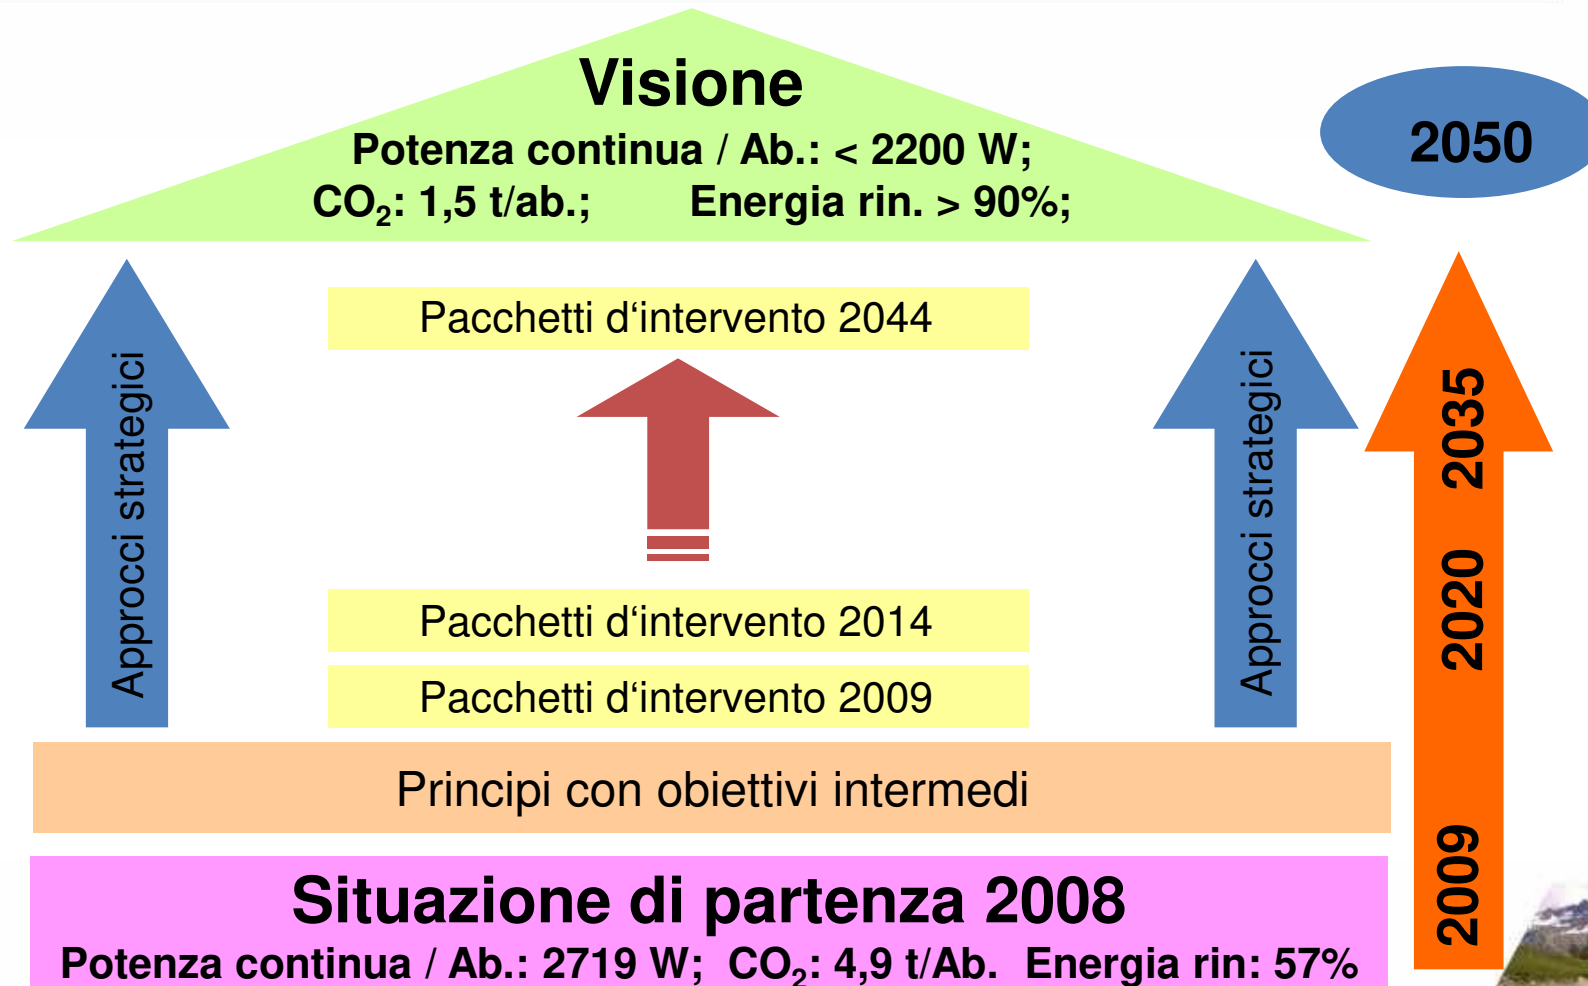 Visione
Potenza continua / Ab.: < 2200 W;
CO₂: 1,5 t/ab.; Energia rin. > 90%;
2050
Pacchetti d‘intervento 2044
Approcci strategici
Approcci strategici
2035
2020
2009
Pacchetti d‘intervento 2014
Pacchetti d‘intervento 2009
Principi con obiettivi intermedi
Situazione di partenza 2008
Potenza continua / Ab.: 2719 W; CO₂: 4,9 t/Ab. Energia rin: 57%